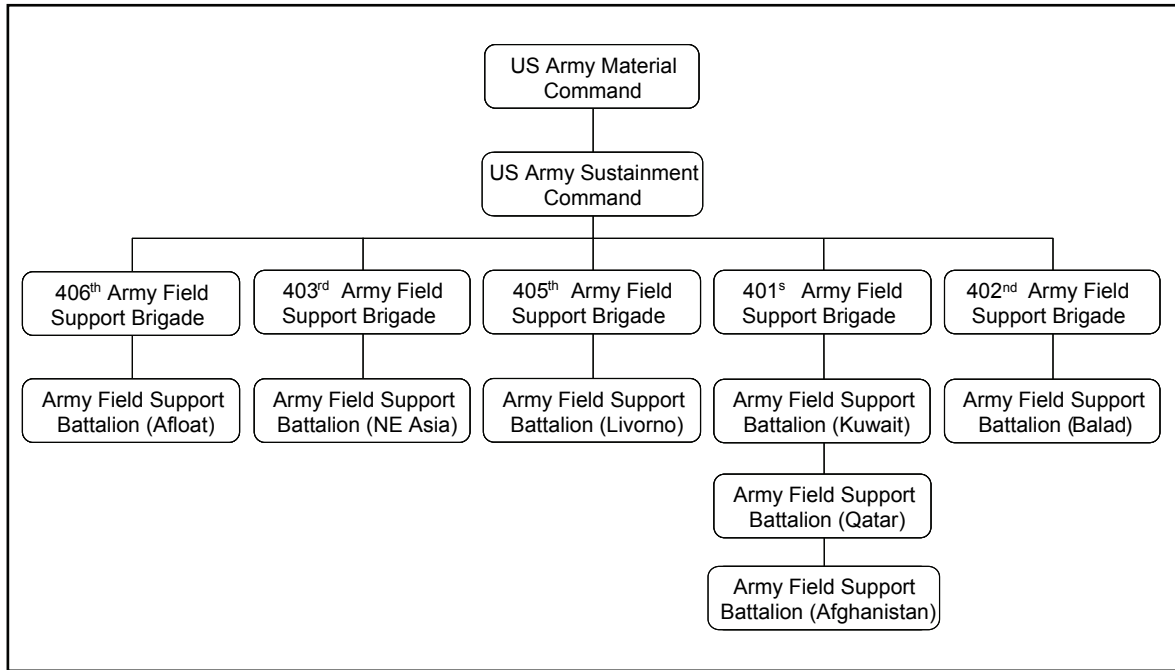 US Army Material
Command
US Army Sustainment
Command
406th Army Field
Support Brigade
403rd Army Field
Support Brigade
405th Army Field
Support Brigade
401s Army Field
Support Brigade
402nd Army Field
Support Brigade
Army Field Support
Battalion (Afloat)
Army Field Support
Battalion (NE Asia)
Army Field Support
Battalion (Livorno)
Army Field Support
Battalion (Kuwait)
Army Field Support
Battalion (Balad)
Army Field Support
Battalion (Qatar)
Army Field Support
Battalion (Afghanistan)